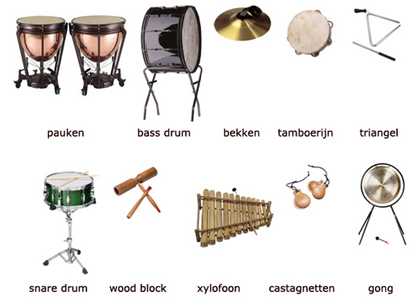 pauken bass drum bekken tamboerijn triangel
snare drum wood block xylofoon castagnetten gong